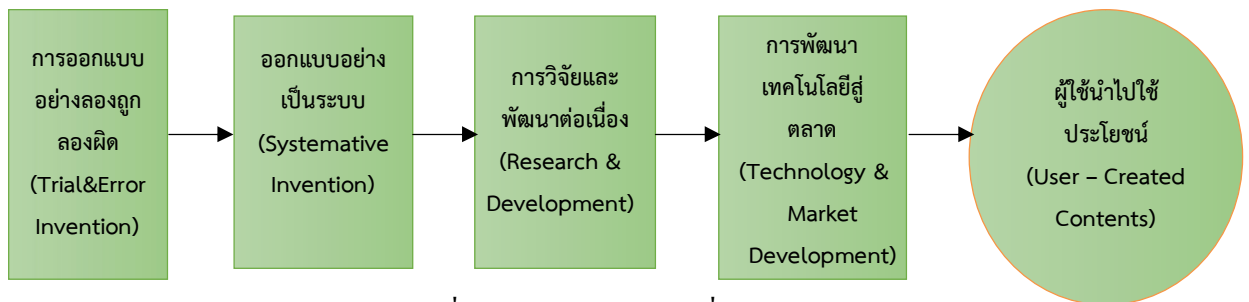 การออกแบบ
อย่างลองถูก
ลองผิด
(Trial&Error
Invention)
ออกแบบอย่าง
เป็นระบบ
(Systemative
Invention)
การวิจัยและ
พัฒนาต่อเนื่อง
(Research &
Development)
การพัฒนา
เทคโนโลยีสู่
ตลาด
(Technology &
Market
Development)
ผู้ใช้นำไปใช้
ประโยชน์
(User – Created
Contents)